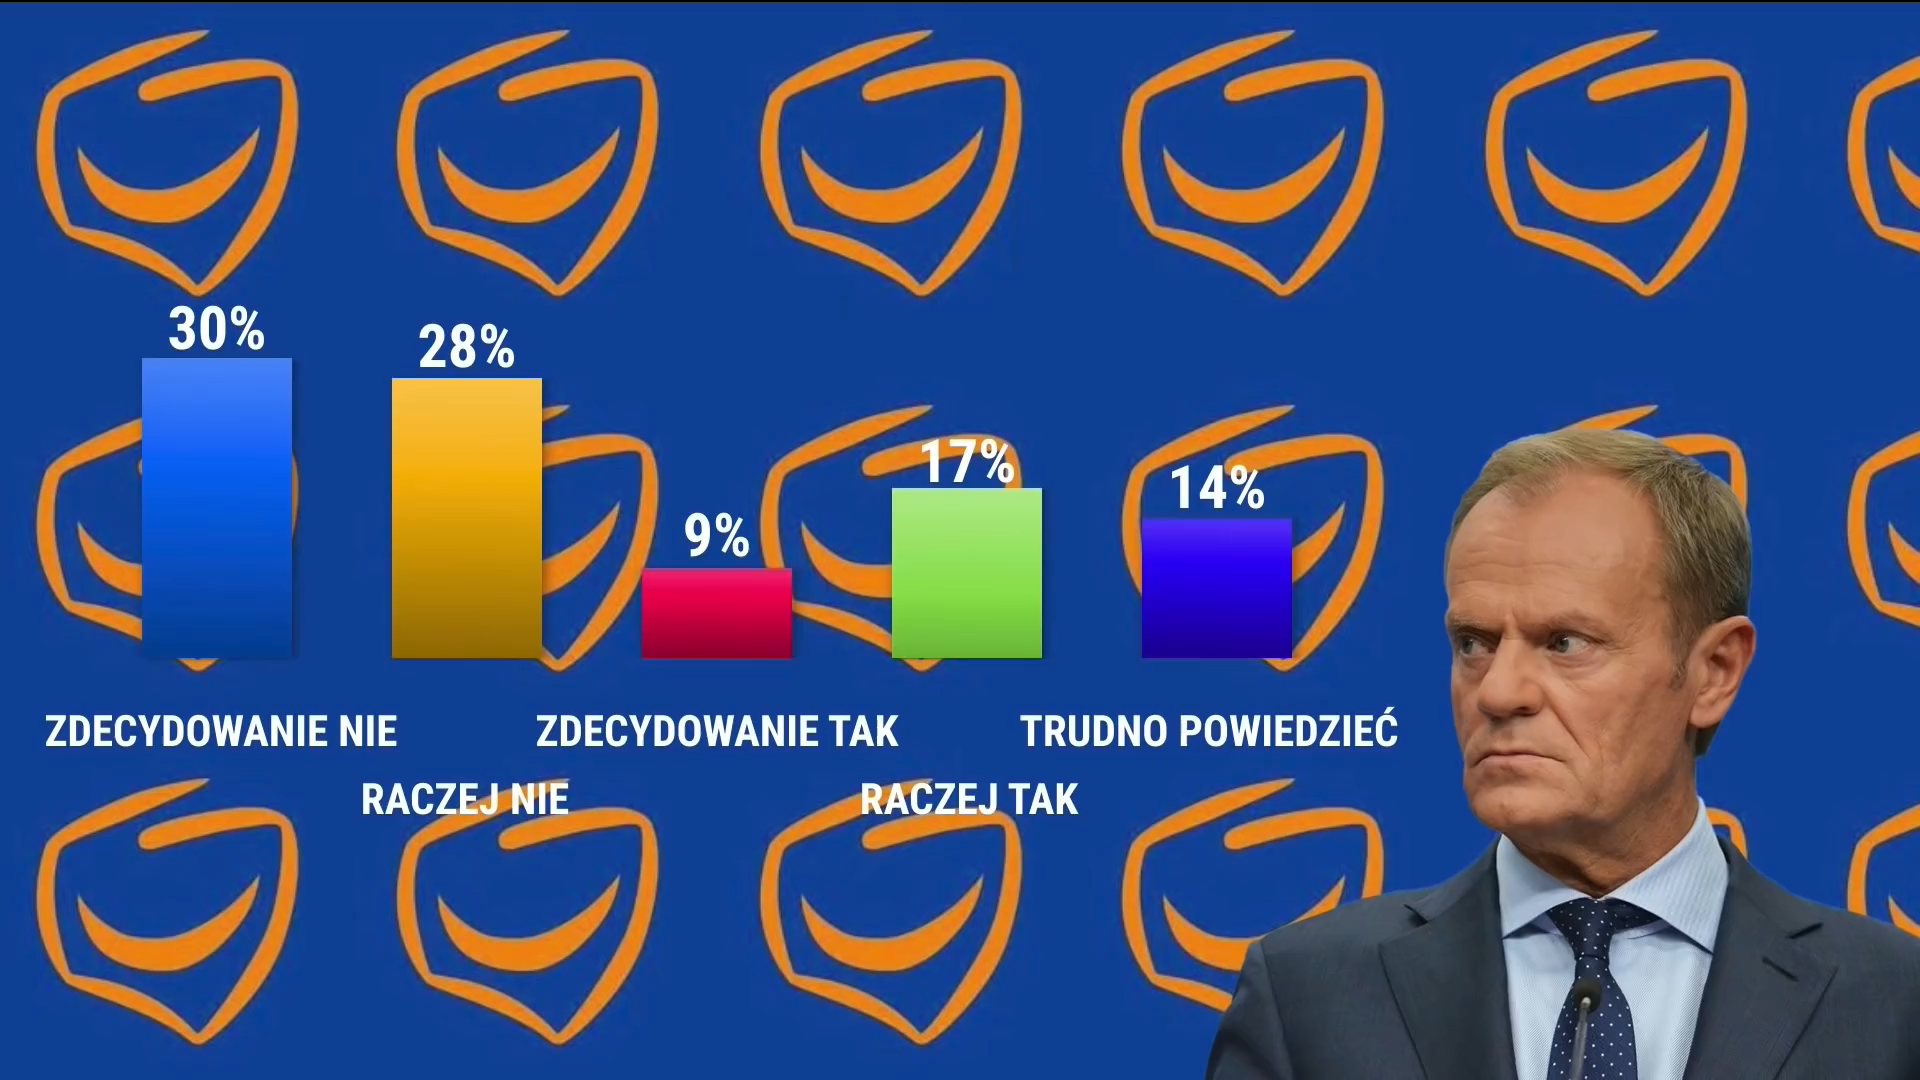 30%
28%
9%
17%
14%
ZDECYDOWANIE NIE
RACZEJ NIE
ZDECYDOWANIE TAK
RACZEJ TAK
TRUDNO POWIEDZIEĆ